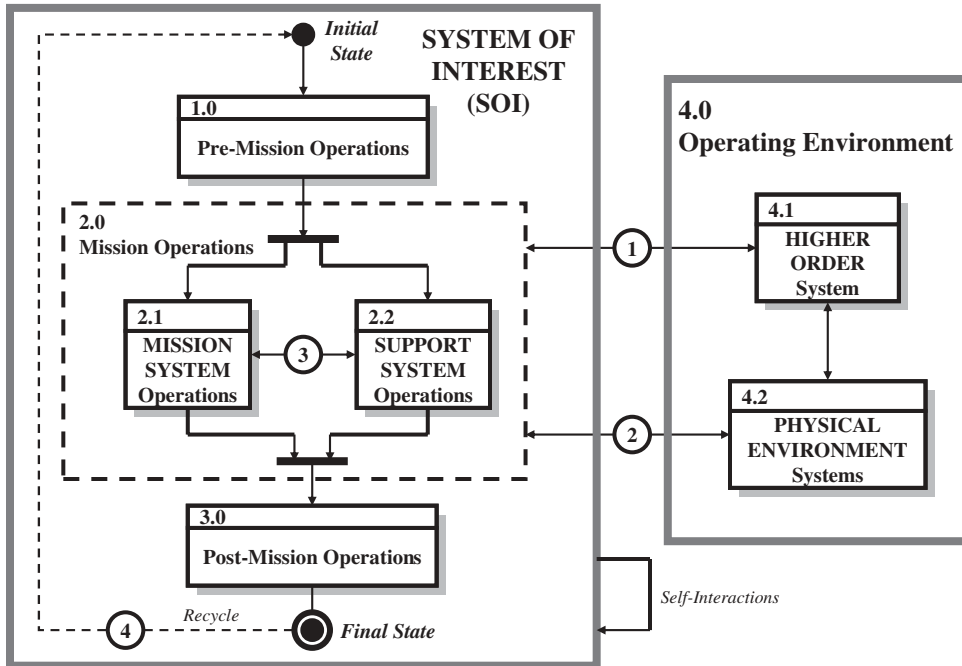 Initial
State
SYSTEM OF
INTEREST
(SOI)
1.0
Pre-Mission Operations
2.0
Mission Operations
2.1
MISSION
SYSTEM
Operations
3
2.2
SUPPORT
SYSTEM
Operations
3.0
Post-Mission Operations
4
Recycle
Final State
1
2
Self-Interactions
4.0
Operating Environment
4.1
HIGHER
ORDER
System
4.2
PHYSICAL
ENVIRONMENT
Systems